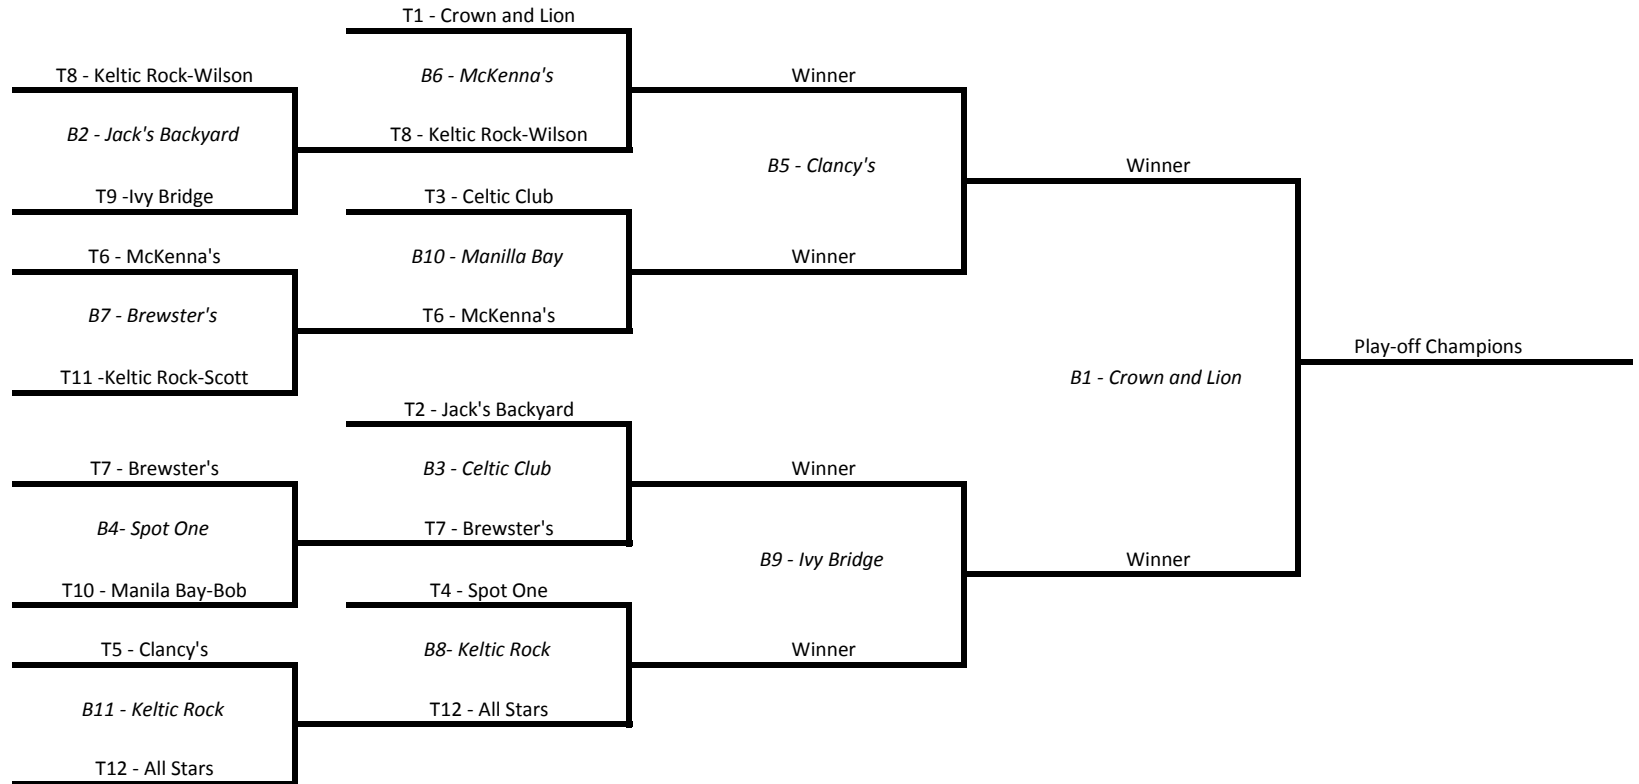 T1 - Crown and Lion
T8 - Keltic Rock-Wilson
B6 - McKenna's
Winner
B2 - Jack's Backyard
T8 - Keltic Rock-Wilson
B5 - Clancy's
Winner
T9 -Ivy Bridge
T3 - Celtic Club
T6 - McKenna's
B10 - Manilla Bay
Winner
B7 - Brewster's
T6 - McKenna's
Play-off Champions
T11 -Keltic Rock-Scott
B1 - Crown and Lion
T2 - Jack's Backyard
T7 - Brewster's
B3 - Celtic Club
Winner
B4- Spot One
T7 - Brewster's
B9 - Ivy Bridge
Winner
T10 - Manila Bay-Bob
T4 - Spot One
T5 - Clancy's
B8- Keltic Rock
Winner
B11 - Keltic Rock
T12 - All Stars
T12 - All Stars